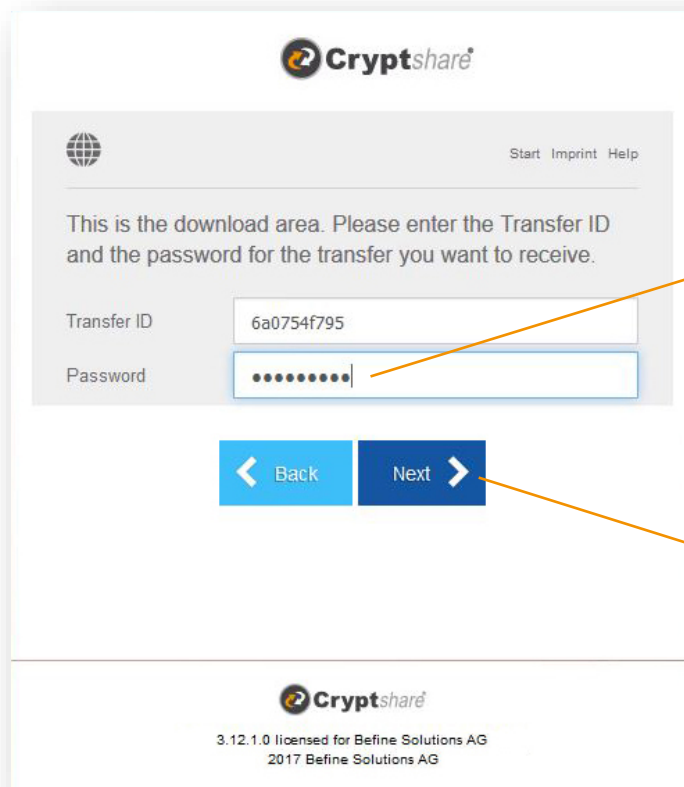 Cryptshare
Start Imprint Help
This is the download area. Please enter the Transfer ID
and the password for the transfer you want to receive.
Transfer ID 6a0754f795
Password •••••••••
Back Next
Cryptshare
3.12.1.0 licensed for Befine Solutions AG
2017 Befine Solutions AG